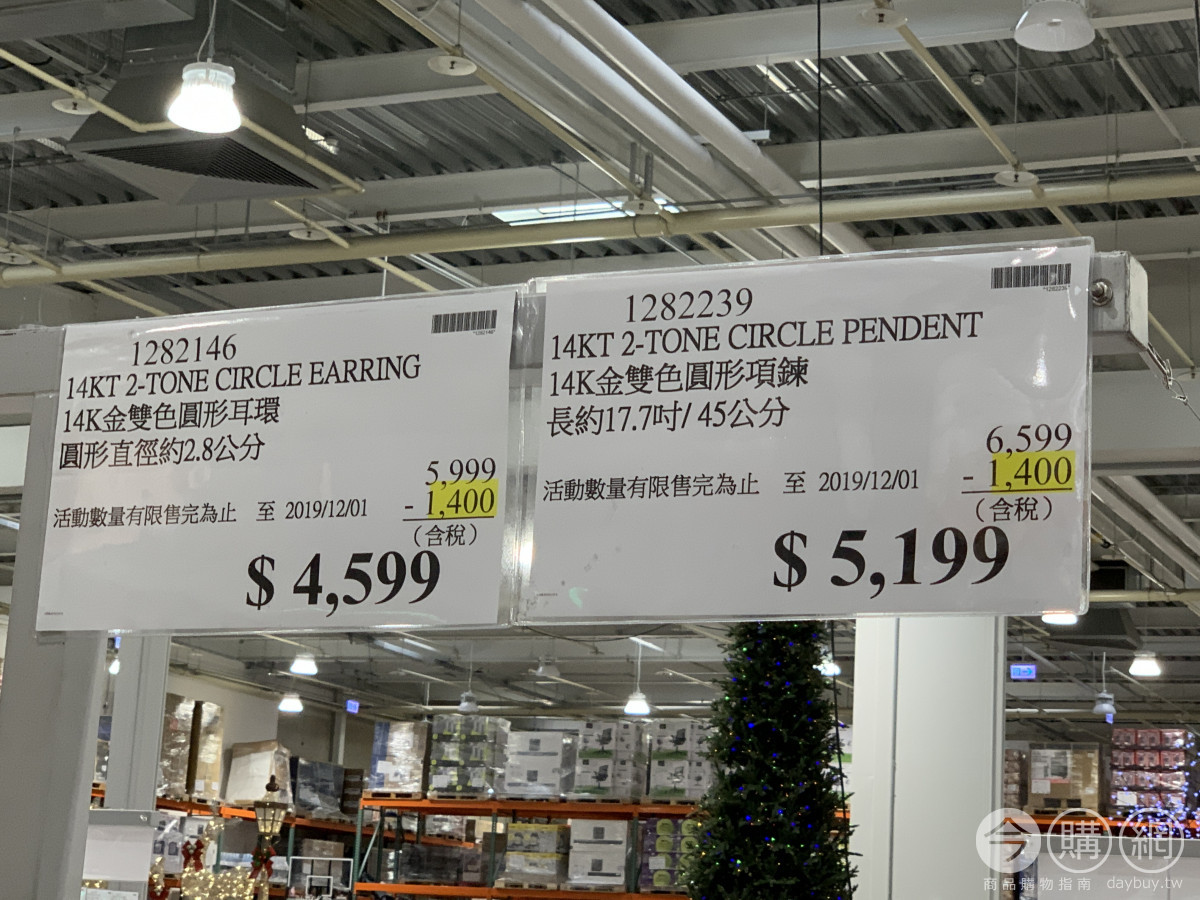 1282146
14KT 2-TONE CIRCLE EARRING
14K金雙色圓形耳環
圓形直徑約2.8公分
5,999
活動數量有限售完為止 至 2019/12/01 - 1,400
(含稅)
$ 4,599
1282239
14KT 2-TONE CIRCLE PENDENT
14K金雙色圓形項鍊
長約17.7吋/ 45公分
6,599
活動數量有限售完為止 至 2019/12/01 - 1,400
(含稅)
$ 5,199
今購網
商品購物指南 daybuy.tw